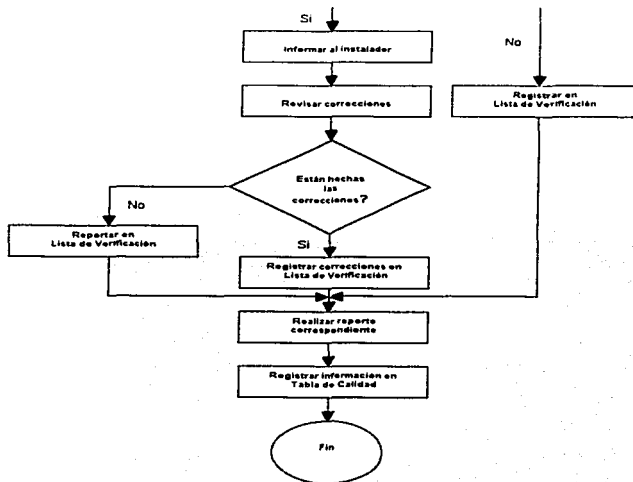 Si
Informar al instalador
No
Revisar correcciones
Registrar en
Lista de Verificación
Están hechas
las
correcciones?
No
Reportar en
Lista de Verificación
Si
Registrar correcciones en
Lista de Verificación
Realizar reporte
correspondiente
Registrar información en
Tabla de Calidad
Fin